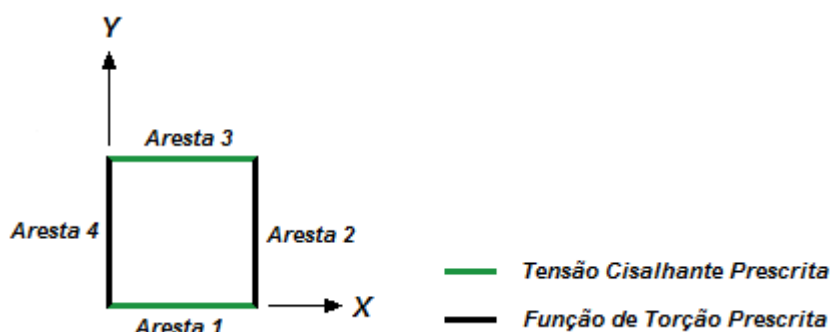 Y
Aresta 3
Aresta 4
Aresta 2
X
Aresta 1
Tensão Cisalhante Prescrita
Função de Torção Prescrita